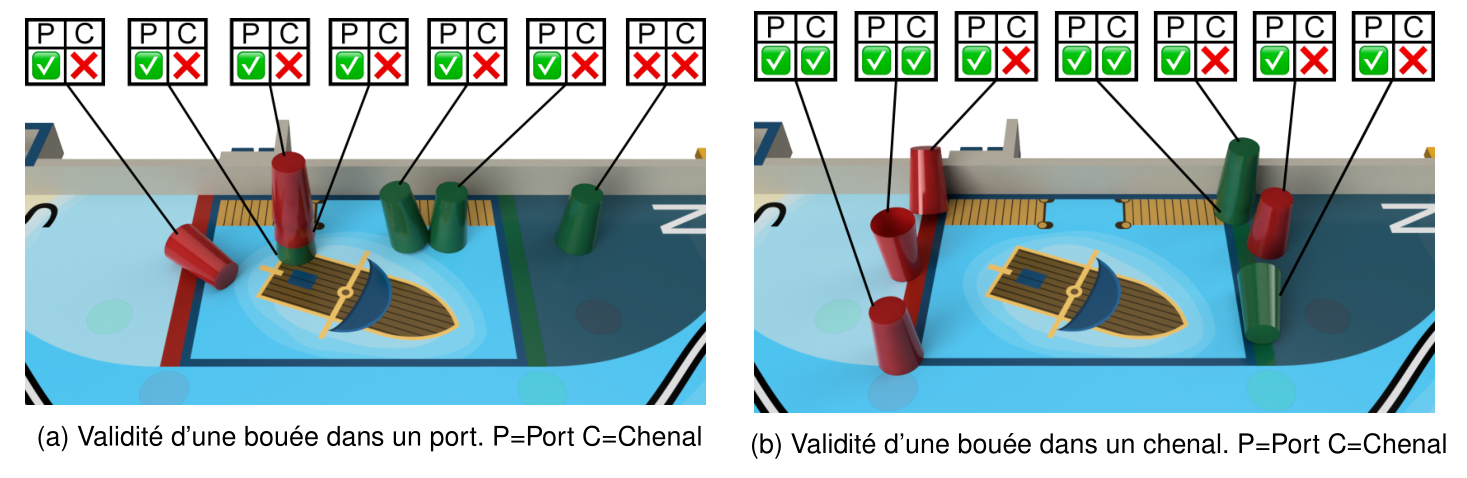 P C P C P C P C P C P C P C
P C P C P C P C P C P C P C
S
N
S
N
(a) Validité d'une bouée dans un port. P=Port C=Chenal
(b) Validité d'une bouée dans un chenal. P=Port C=Chenal